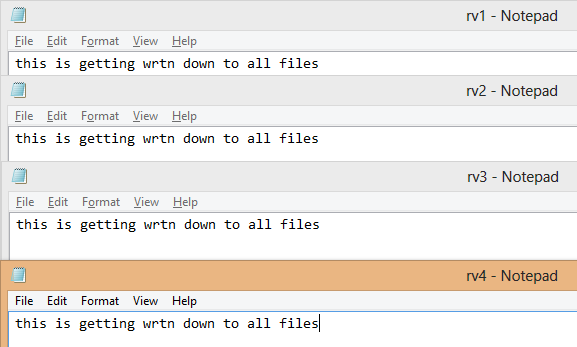 rv1 - Notepad
File Edit Format View Help
this is getting wrtn down to all files
rv2 - Notepad
File Edit Format View Help
this is getting wrtn down to all files
rv3 - Notepad
File Edit Format View Help
this is getting wrtn down to all files
rv4 - Notepad
File Edit Format View Help
this is getting wrtn down to all files